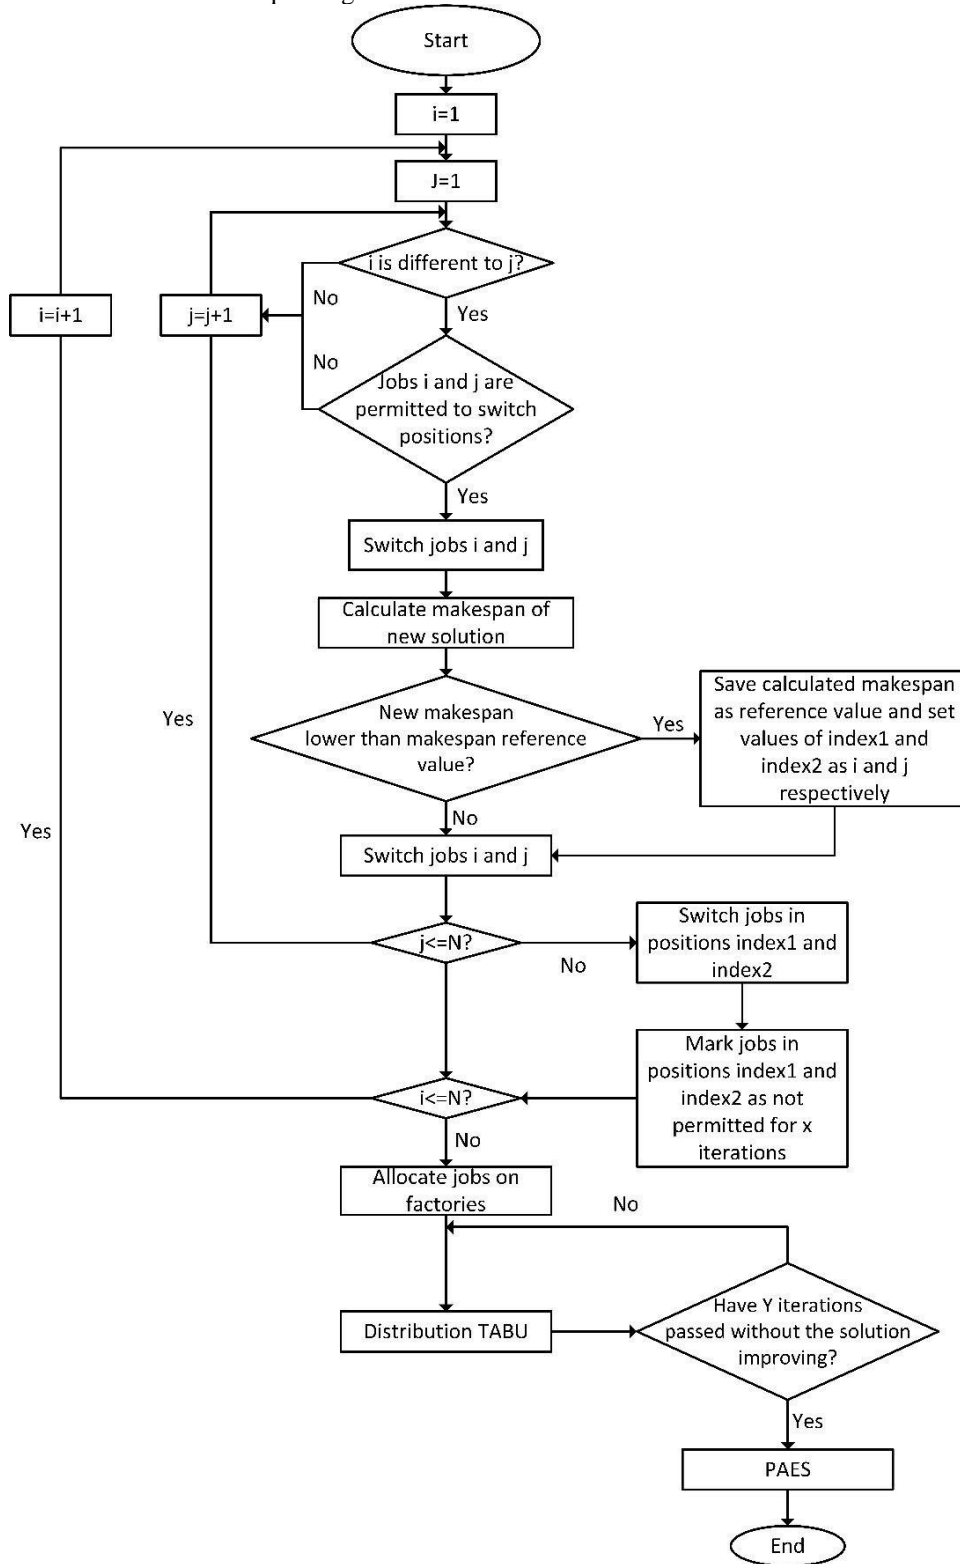 Start
i=1
J=1
i is different to j?
No
Yes
i=i+1
j=j+1
No
Jobs i and j are
permitted to switch
positions?
Yes
Switch jobs i and j
Calculate makespan of
new solution
New makespan
lower than makespan reference
value?
Yes
Save calculated makespan
as reference value and set
values of index1 and
index2 as i and j
respectively
Yes
No
Yes
Switch jobs i and j
j<=N?
No
Switch jobs in
positions index1 and
index2
Mark jobs in
positions index1 and
index2 as not
permitted for x
iterations
i<=N?
No
Allocate jobs on
factories
No
Distribution TABU
Have Y iterations
passed without the solution
improving?
Yes
PAES
End